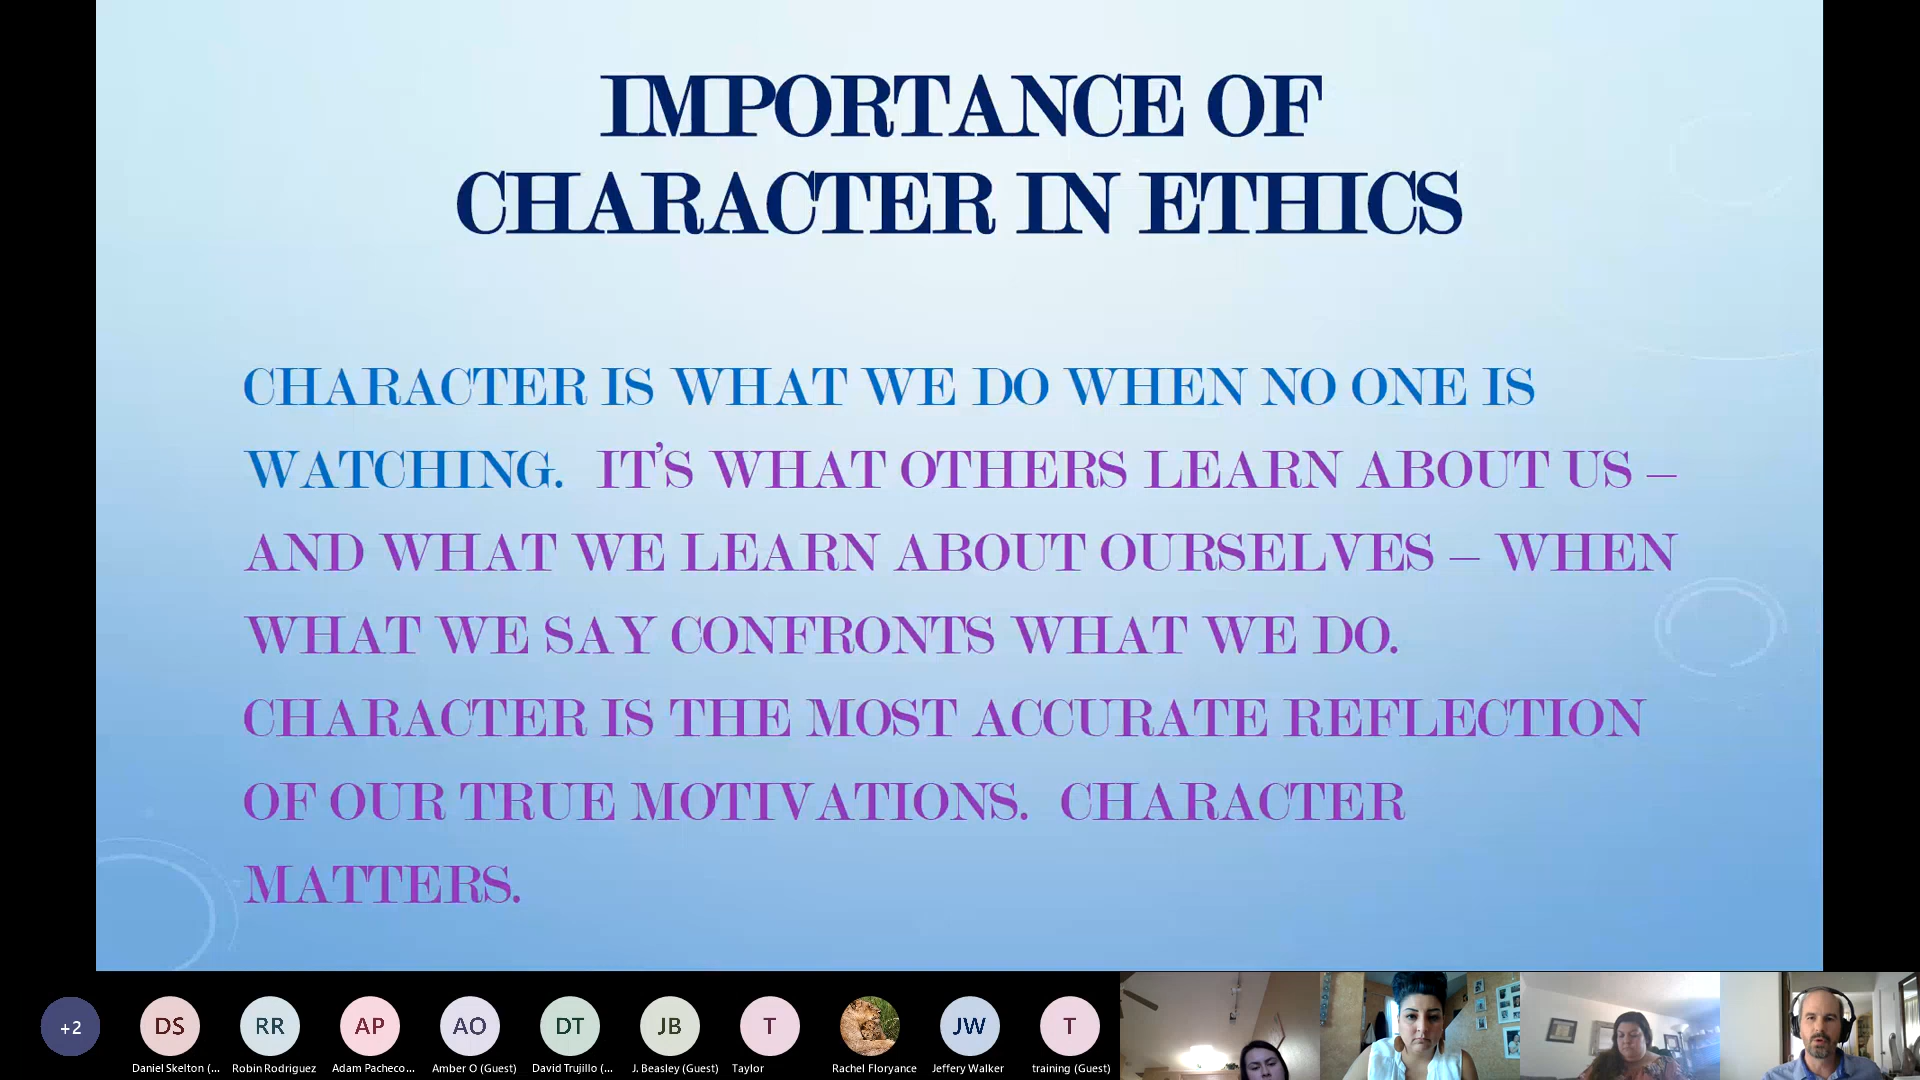 IMPORTANCE OF
CHARACTER IN ETHICS
CHARACTER IS WHAT WE DO WHEN NO ONE IS
WATCHING. IT'S WHAT OTHERS LEARN ABOUT US –
AND WHAT WE LEARN ABOUT OURSELVES – WHEN
WHAT WE SAY CONFRONTS WHAT WE DO.
CHARACTER IS THE MOST ACCURATE REFLECTION
OF OUR TRUE MOTIVATIONS. CHARACTER
MATTERS.
+2 DS RR AP AO DT JB T JW T
Daniel Skelton (... Robin Rodriguez Adam Pacheco... Amber O (Guest) David Trujillo (... J. Beasley (Guest) Taylor Rachel Floryance Jeffery Walker training (Guest)